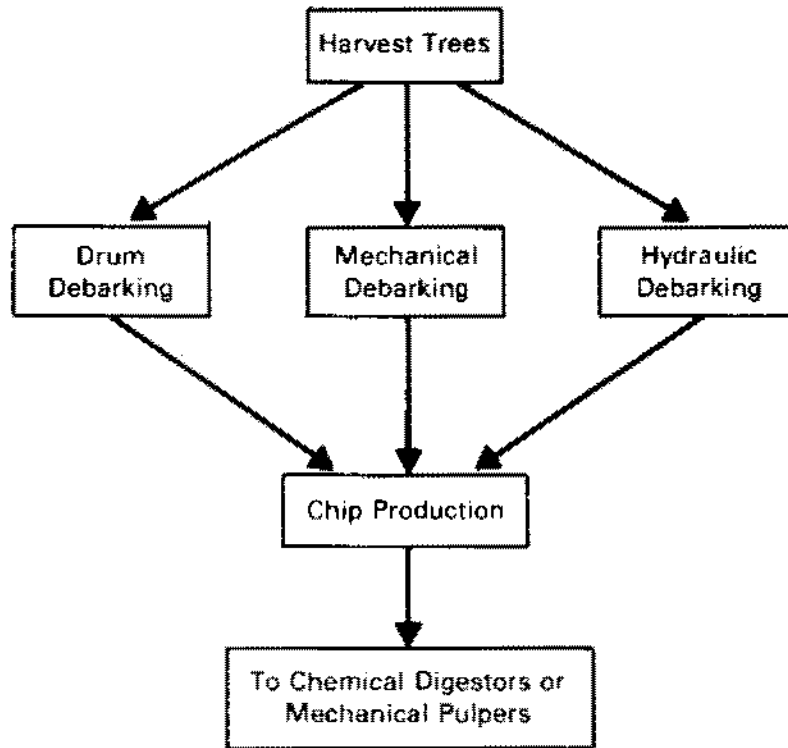 Harvest Trees
Drum
Debarking
Mechanical
Debarking
Hydraulic
Debarking
Chip Production
To Chemical Digestors or
Mechanical Pulpers